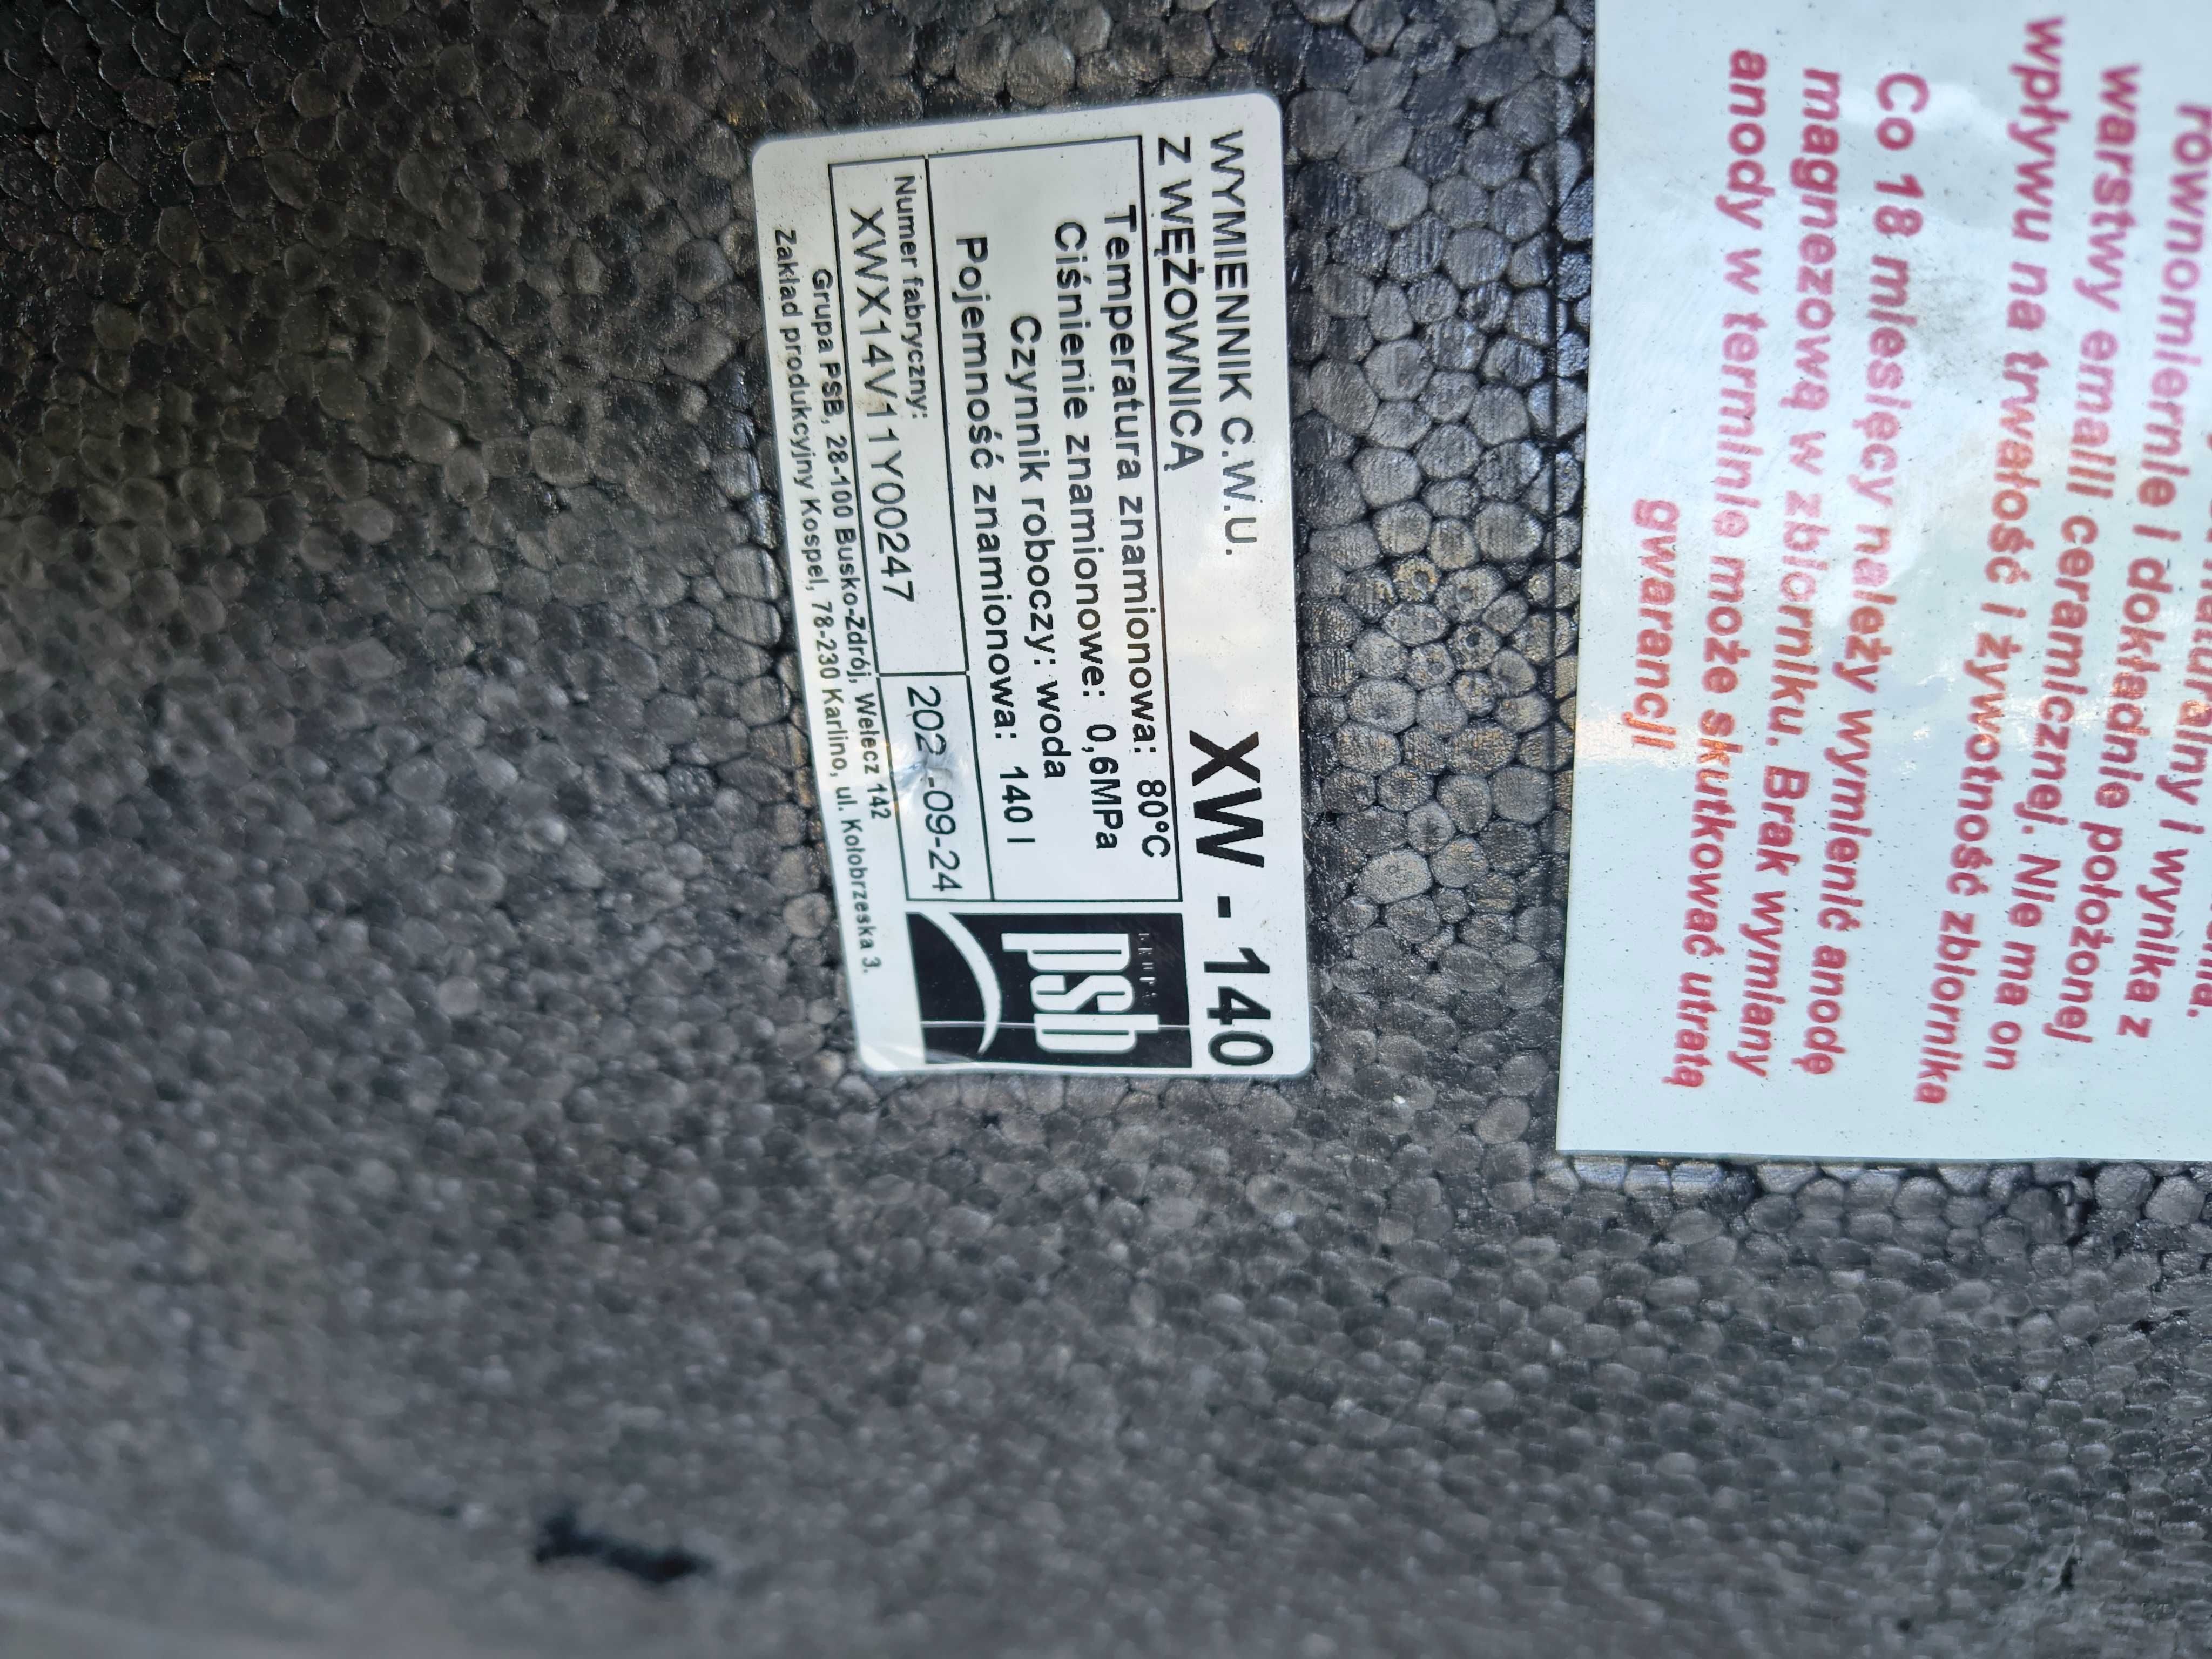 WYMIENNIK C.W.U.
Z WĘŻOWNICĄ
XW - 140
Temperatura znamionowa: 80°C
Ciśnienie znamionowe: 0,6MPa
Czynnik roboczy: woda
Pojemność znamionowa: 140 l
Numer fabryczny:
XWX14V11Y00247
-09-24
GRUPA
psb
Grupa PSB, 28-100 Busko-Zdrój, Wełecz 142
Zakład produkcyjny Kospel, 78-230 Karlino, ul. Kołobrzeska 3.
równomiernie i dokładnie położonej
warstwy emalii ceramicznej. Nie ma on
wpływu na trwałość i żywotność zbiornika
Co 18 miesięcy należy wymienić anodę
magnezową w zbiorniku. Brak wymiany
anody w terminie może skutkować utratą
gwarancji